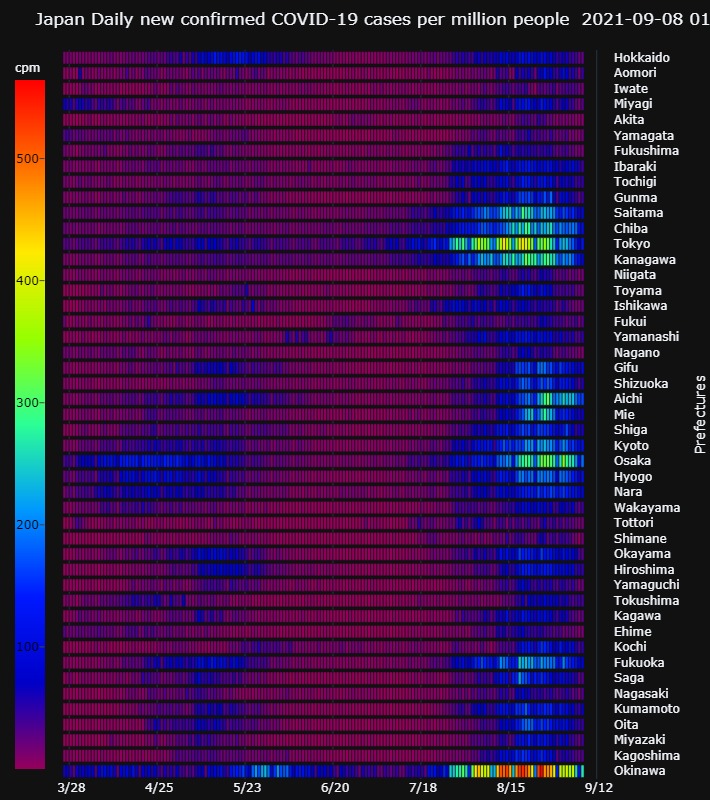 Japan Daily new confirmed COVID-19 cases per million people 2021-09-08 01
cpm
500
400
300
200
100
Hokkaido
Aomori
Iwate
Miyagi
Akita
Yamagata
Fukushima
Ibaraki
Tochigi
Gunma
Saitama
Chiba
Tokyo
Kanagawa
Niigata
Toyama
Ishikawa
Fukui
Yamanashi
Nagano
Gifu
Shizuoka
Aichi
Mie
Shiga
Kyoto
Osaka
Hyogo
Nara
Wakayama
Tottori
Shimane
Okayama
Hiroshima
Yamaguchi
Tokushima
Kagawa
Ehime
Kochi
Fukuoka
Saga
Nagasaki
Kumamoto
Oita
Miyazaki
Kagoshima
Okinawa
Prefectures
3/28 4/25 5/23 6/20 7/18 8/15 9/12